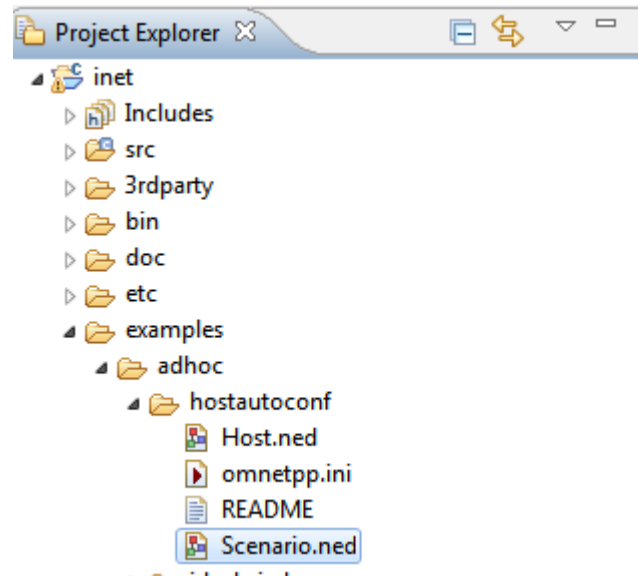 Project Explorer
inet
Includes
src
3rdparty
bin
doc
etc
examples
adhoc
hostautoconf
Host.ned
omnetpp.ini
README
Scenario.ned